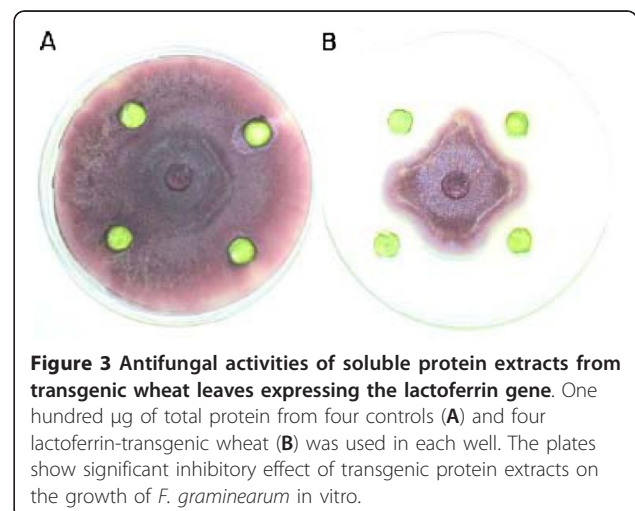 A
B
Figure 3 Antifungal activities of soluble protein extracts from
transgenic wheat leaves expressing the lactoferrin gene. One
hundred μg of total protein from four controls (A) and four
lactoferrin-transgenic wheat (B) was used in each well. The plates
show significant inhibitory effect of transgenic protein extracts on
the growth of F. graminearum in vitro.